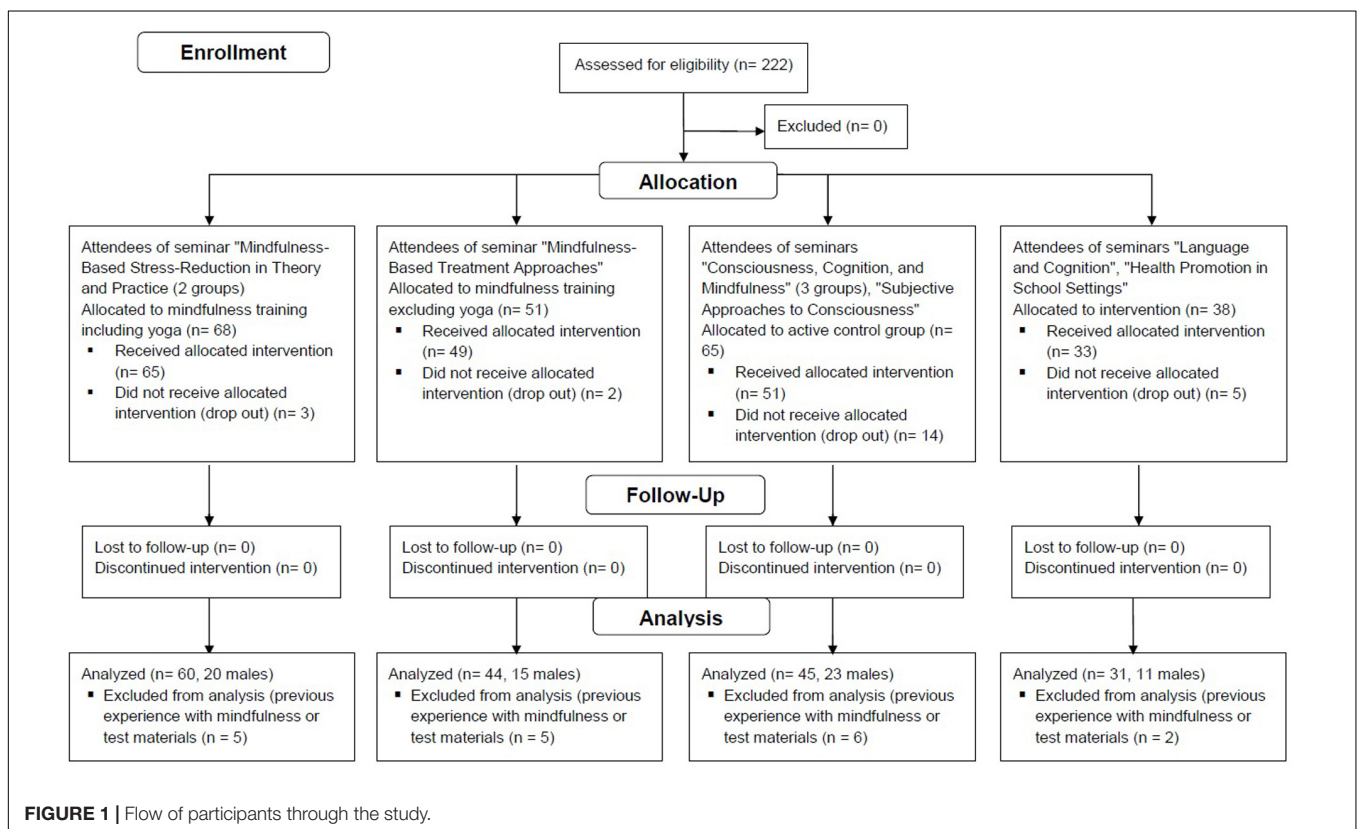 Enrollment
Assessed for eligibility (n= 222)
Excluded (n= 0)
Allocation
Attendees of seminar "Mindfulness-
Based Stress-Reduction in Theory
and Practice (2 groups)
Allocated to mindfulness training
including yoga (n= 68)
▪ Received allocated intervention
(n= 65)
▪ Did not receive allocated
intervention (drop out) (n= 3)
Attendees of seminar "Mindfulness-
Based Treatment Approaches"
Allocated to mindfulness training
excluding yoga (n= 51)
▪ Received allocated intervention
(n= 49)
▪ Did not receive allocated
intervention (drop out) (n= 2)
Attendees of seminars
"Consciousness, Cognition, and
Mindfulness" (3 groups), "Subjective
Approaches to Consciousness"
Allocated to active control group (n=
65)
▪ Received allocated intervention
(n= 51)
▪ Did not receive allocated
intervention (drop out) (n= 14)
Attendees of seminars "Language
and Cognition", "Health Promotion in
School Settings"
Allocated to intervention (n= 38)
▪ Received allocated intervention
(n= 33)
▪ Did not receive allocated
intervention (drop out) (n= 5)
Follow-Up
Lost to follow-up (n= 0)
Discontinued intervention (n= 0)
Lost to follow-up (n= 0)
Discontinued intervention (n= 0)
Lost to follow-up (n= 0)
Discontinued intervention (n= 0)
Lost to follow-up (n= 0)
Discontinued intervention (n= 0)
Analysis
Analyzed (n= 60, 20 males)
▪ Excluded from analysis (previous
experience with mindfulness or
test materials (n = 5)
Analyzed (n= 44, 15 males)
▪ Excluded from analysis (previous
experience with mindfulness or
test materials (n = 5)
Analyzed (n= 45, 23 males)
▪ Excluded from analysis (previous
experience with mindfulness or
test materials (n = 6)
Analyzed (n= 31, 11 males)
▪ Excluded from analysis (previous
experience with mindfulness or
test materials (n = 2)
FIGURE 1 | Flow of participants through the study.